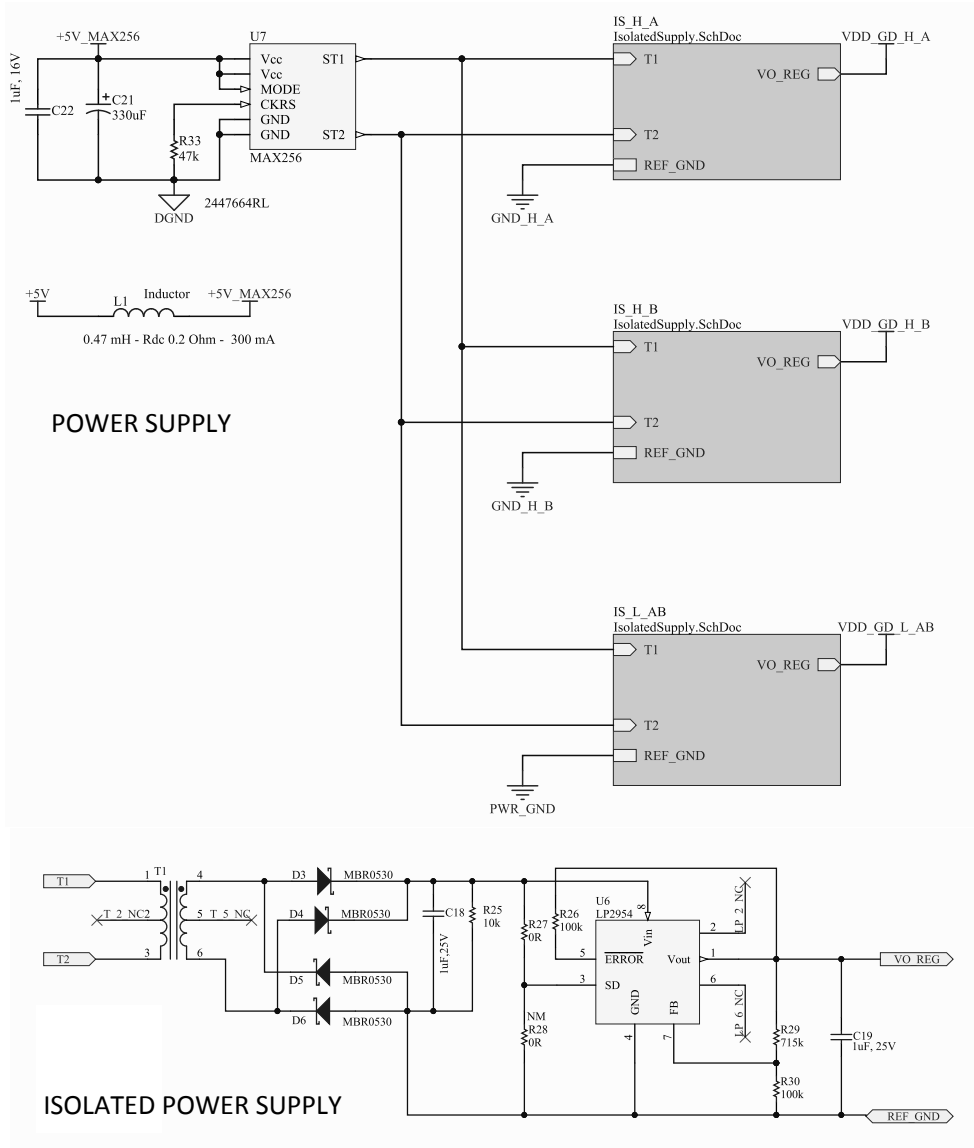 +5V_MAX256
1uF, 16V
C22
+ C21
330uF
U7
Vcc ST1
Vcc
MODE
CKRS
GND
GND ST2
MAX256
R33
47k
DGND
2447664RL
IS_H_A
IsolatedSupply.SchDoc
VDD_GD_H_A
T1
VO_REG
T2
REF_GND
GND_H_A
+5V
L1
Inductor
+5V_MAX256
0.47 mH - Rdc 0.2 Ohm - 300 mA
POWER SUPPLY
IS_H_B
IsolatedSupply.SchDoc
VDD_GD_H_B
T1
VO_REG
T2
REF_GND
GND_H_B
IS_L_AB
IsolatedSupply.SchDoc
VDD_GD_L_AB
T1
VO_REG
T2
REF_GND
PWR_GND
T1
1
T1
4
T_2_NC2
5 T_5_NC
T2
3
6
D3 MBR0530
D4 MBR0530
D5 MBR0530
D6 MBR0530
C18
1uF,25V
R25
10k
R27
0R
NM
R28
0R
R26
100k
U6
LP2954
8
Vin
2
LP_2_NC
5
ERROR
Vout
1
3
SD
6
LP_6_NC
GND
FB
4
7
R29
715k
R30
100k
C19
1uF, 25V
VO_REG
REF_GND
ISOLATED POWER SUPPLY